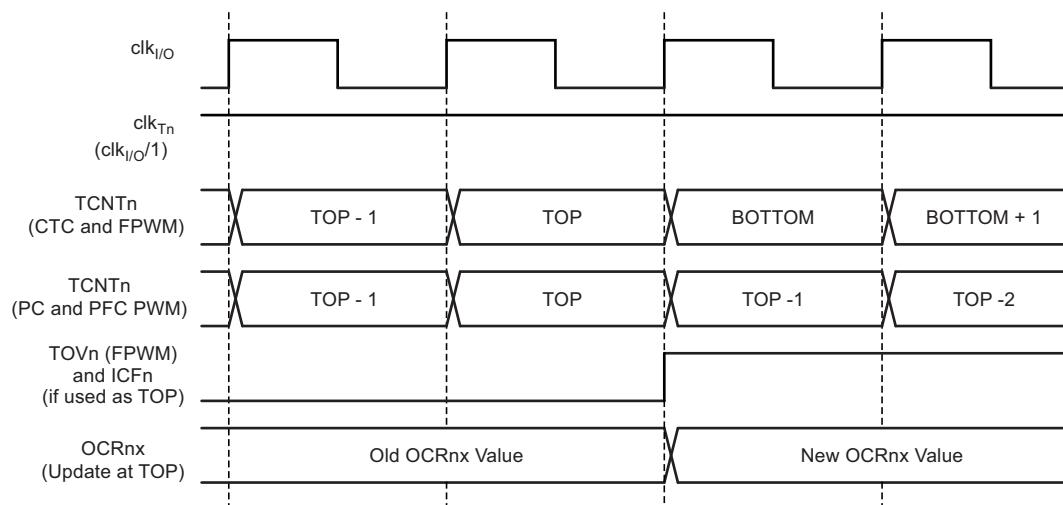 clkI/O
clkTn
(clkI/O/1)
TCNTn
(CTC and FPWM)
TOP - 1 TOP BOTTOM BOTTOM + 1
TCNTn
(PC and PFC PWM)
TOP - 1 TOP TOP -1 TOP -2
TOVn (FPWM)
and ICFn
(if used as TOP)
OCRnx
(Update at TOP)
Old OCRnx Value New OCRnx Value